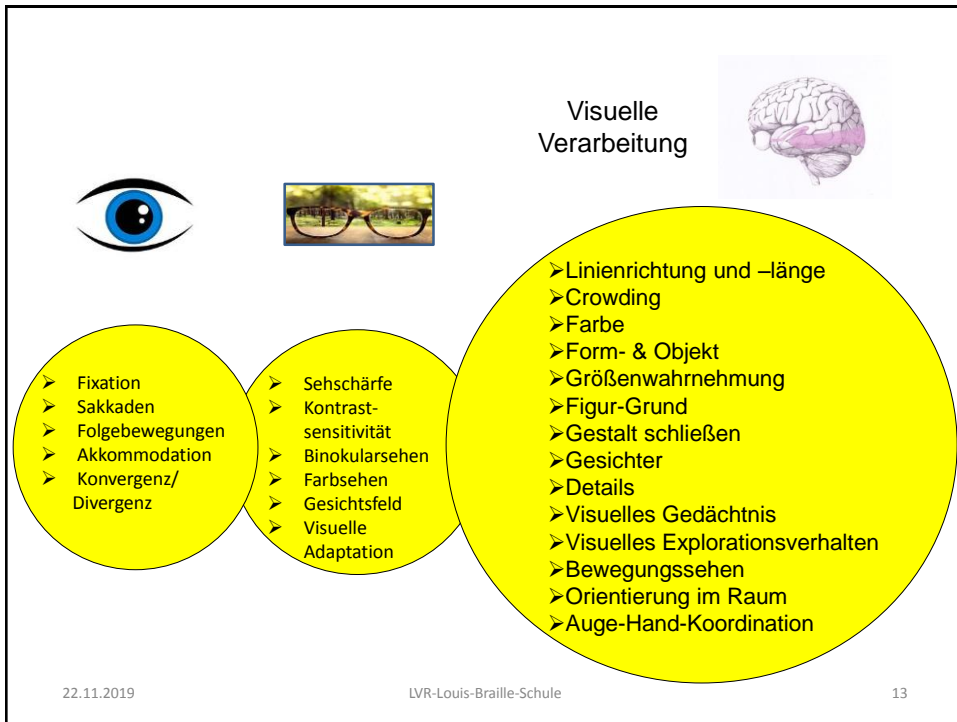 Visuelle
Verarbeitung
➢ Fixation
➢ Sakkaden
➢ Folgebewegungen
➢ Akkommodation
➢ Konvergenz/
Divergenz
➢ Sehschärfe
➢ Kontrast-
sensitivität
➢ Binokularsehen
➢ Farbsehen
➢ Gesichtsfeld
➢ Visuelle
Adaptation
➢Linienrichtung und –länge
➢Crowding
➢Farbe
➢Form- & Objekt
➢Größenwahrnehmung
➢Figur-Grund
➢Gestalt schließen
➢Gesichter
➢Details
➢Visuelles Gedächtnis
➢Visuelles Explorationsverhalten
➢Bewegungssehen
➢Orientierung im Raum
➢Auge-Hand-Koordination
22.11.2019
LVR-Louis-Braille-Schule
13